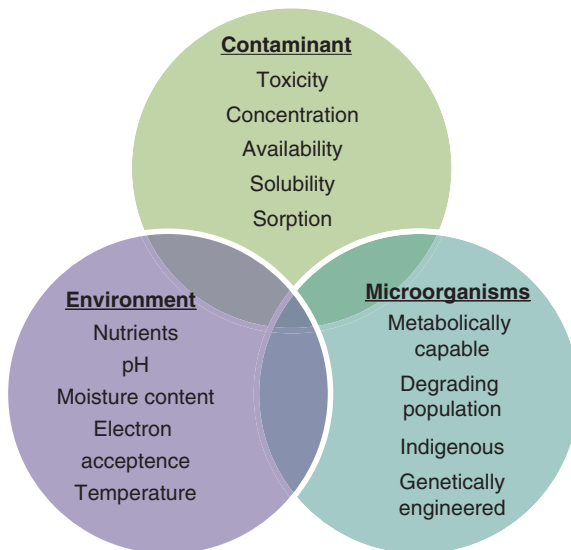 Contaminant
Toxicity
Concentration
Availability
Solubility
Sorption
Environment
Nutrients
pH
Moisture content
Electron
acceptence
Temperature
Microorganisms
Metabolically
capable
Degrading
population
Indigenous
Genetically
engineered